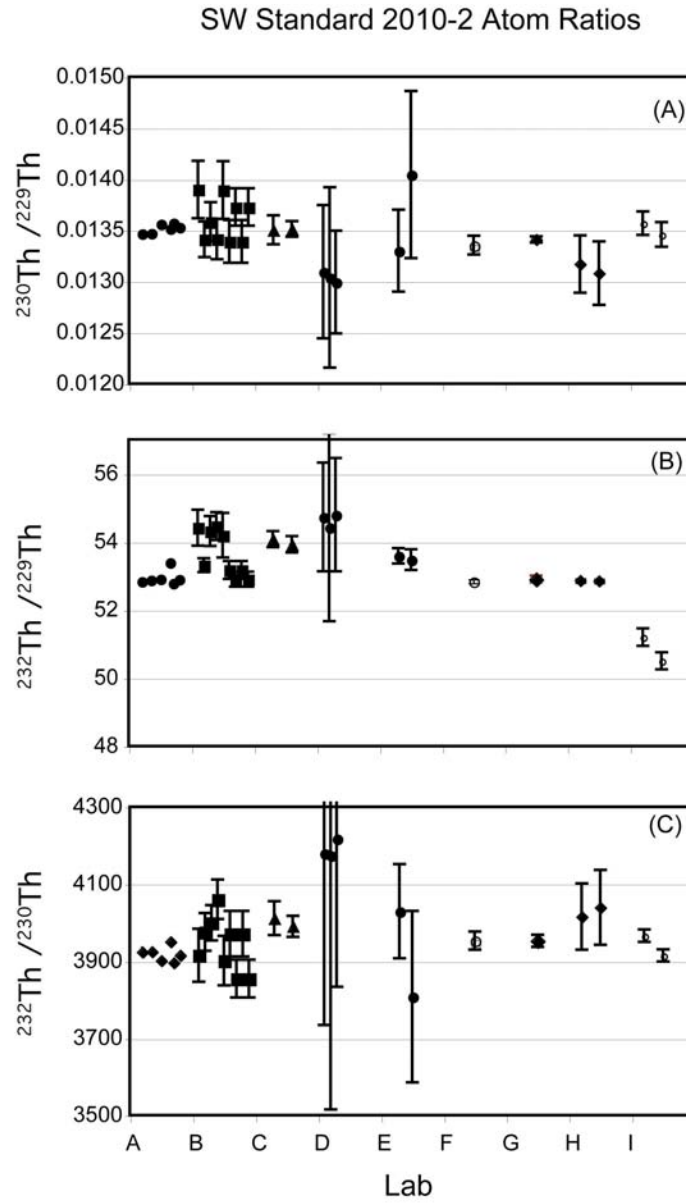 SW Standard 2010-2 Atom Ratios
(A)
²³⁰Th /²²⁹Th
0.0150
0.0145
0.0140
0.0135
0.0130
0.0125
0.0120
(B)
²³²Th /²²⁹Th
56
54
52
50
48
(C)
²³²Th /²³⁰Th
4300
4100
3900
3700
3500
A B C D E F G H I
Lab